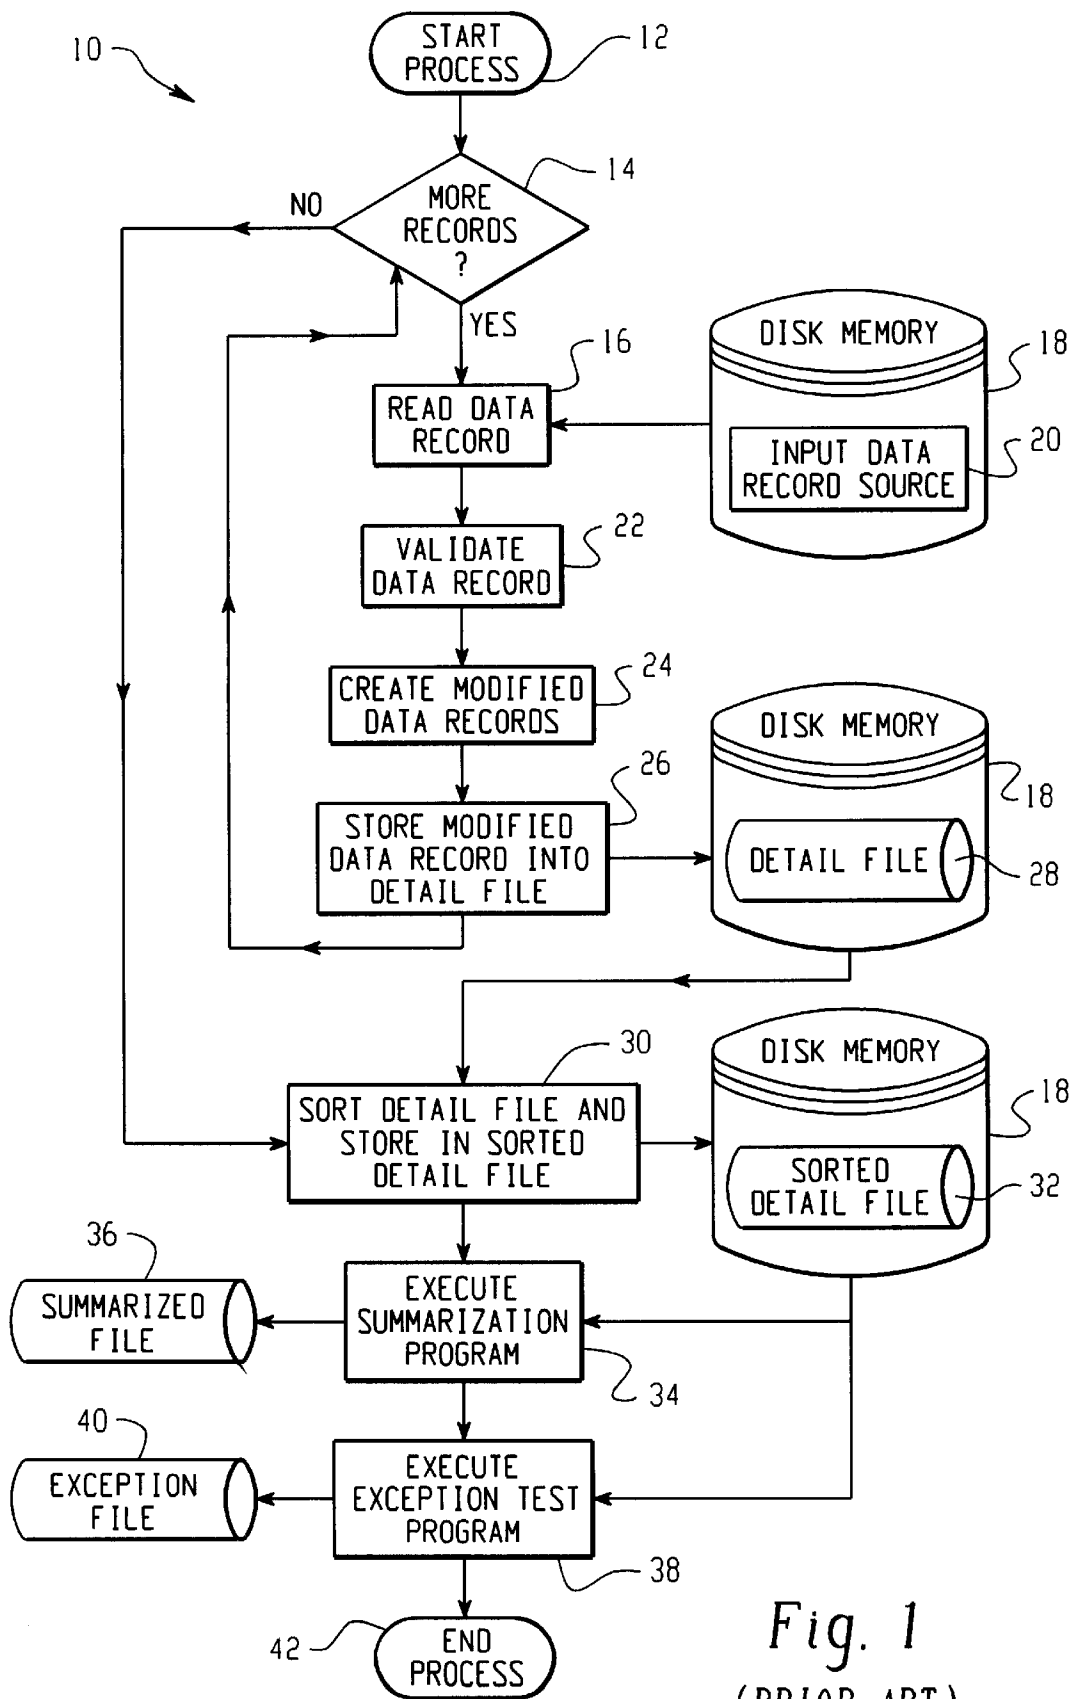 START
PROCESS
12
10
MORE
RECORDS
?
14
NO
YES
READ DATA
RECORD
16
DISK MEMORY
18
INPUT DATA
RECORD SOURCE
20
VALIDATE
DATA RECORD
22
CREATE MODIFIED
DATA RECORDS
24
STORE MODIFIED
DATA RECORD INTO
DETAIL FILE
26
DISK MEMORY
18
DETAIL FILE
28
SORT DETAIL FILE AND
STORE IN SORTED
DETAIL FILE
30
DISK MEMORY
18
SORTED
DETAIL FILE
32
36
SUMMARIZED
FILE
EXECUTE
SUMMARIZATION
PROGRAM
34
40
EXCEPTION
FILE
EXECUTE
EXCEPTION TEST
PROGRAM
38
42
END
PROCESS
Fig. 1
(PRIOR ART)